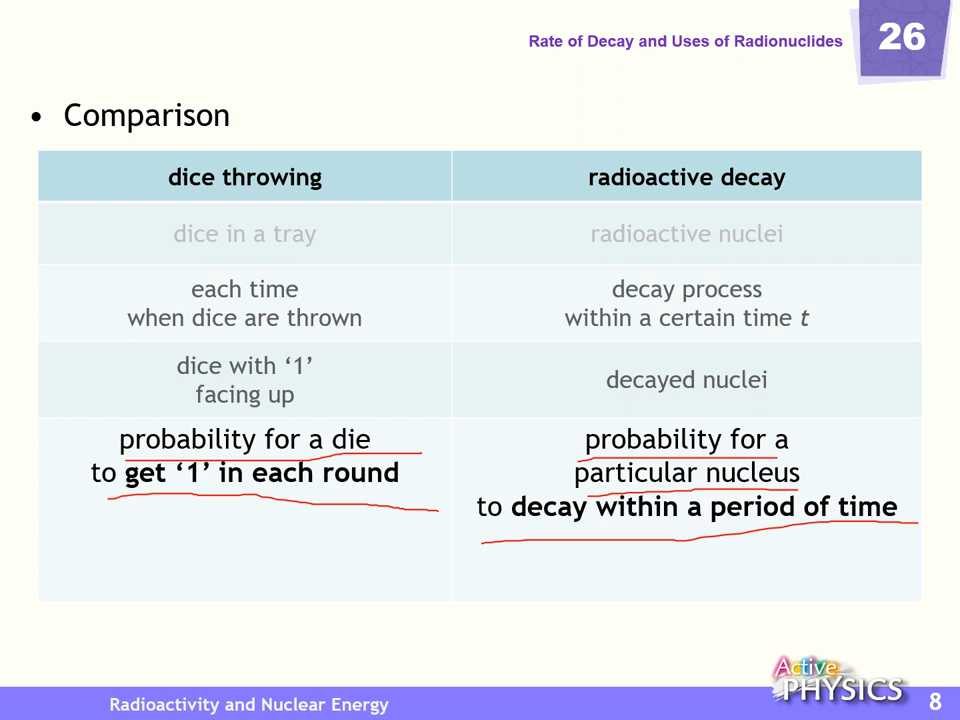 Rate of Decay and Uses of Radionuclides
26
• Comparison
dice throwing
radioactive decay
dice in a tray
radioactive nuclei
each time
when dice are thrown
decay process
within a certain time t
dice with ‘1’
facing up
decayed nuclei
probability for a die
to get ‘1’ in each round
probability for a
particular nucleus
to decay within a period of time
Active
PHYSICS
Radioactivity and Nuclear Energy
8